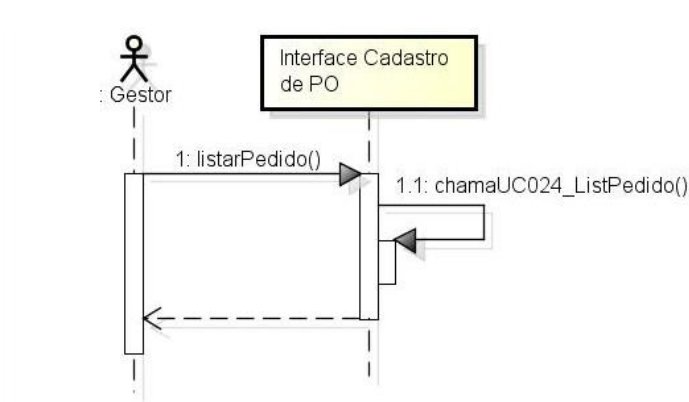 : Gestor
Interface Cadastro
de PO
1: listarPedido()
1.1: chamaUC024_ListPedido()